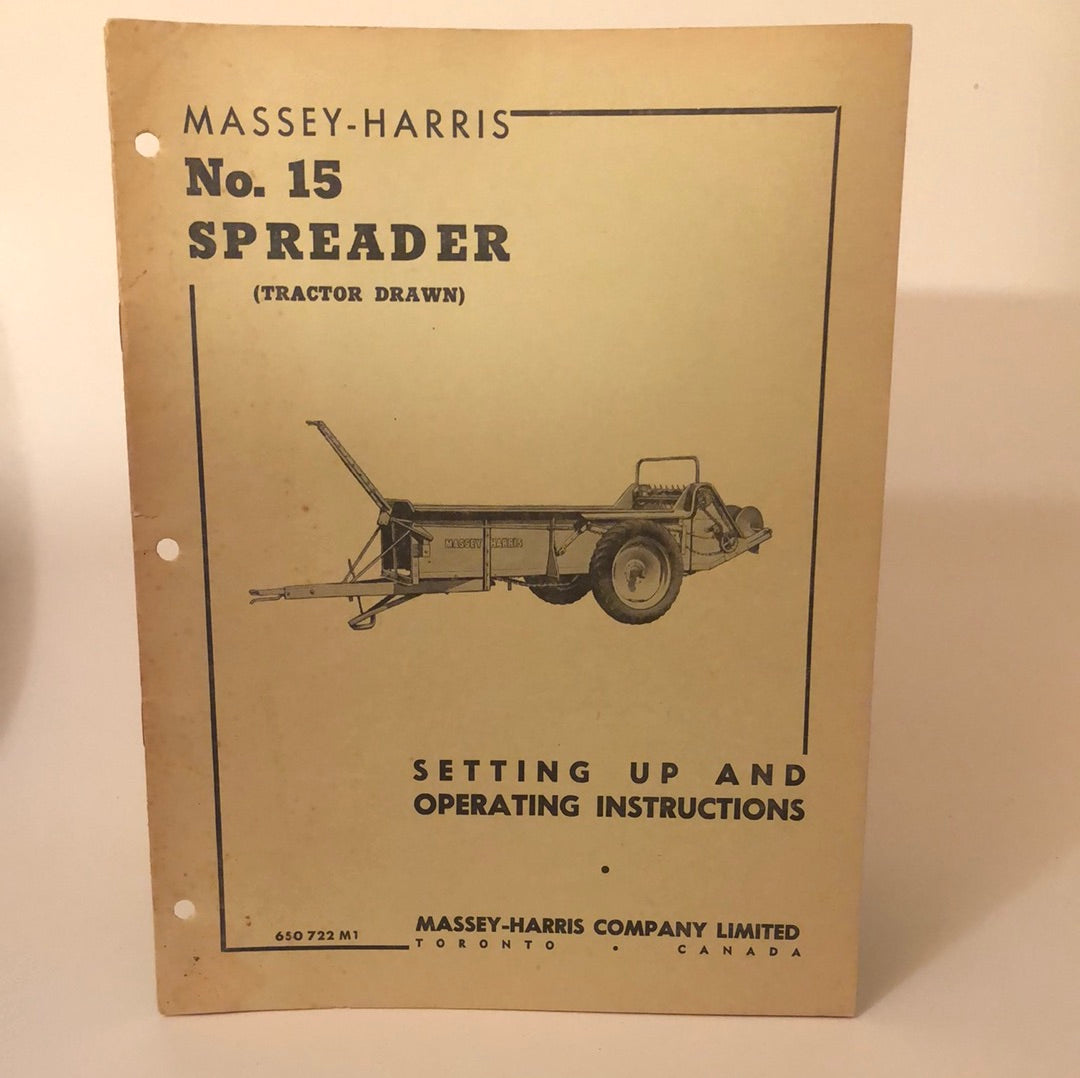 MASSEY-HARRIS
No. 15
SPREADER
(TRACTOR DRAWN)
MASSEY HARRIS
SETTING UP AND
OPERATING INSTRUCTIONS
650 722 M1
MASSEY-HARRIS COMPANY LIMITED
TORONTO • CANADA